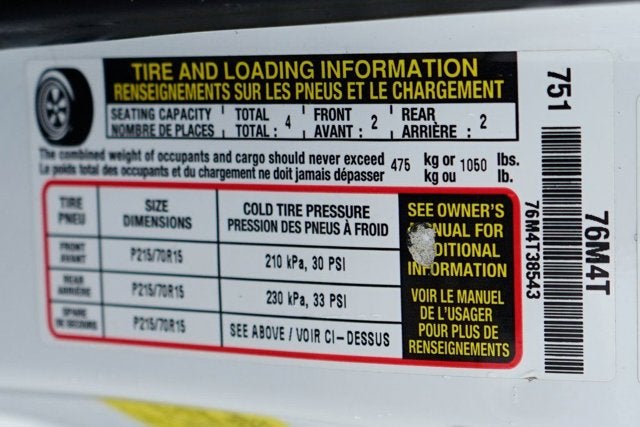 TIRE AND LOADING INFORMATION
RENSEIGNEMENTS SUR LES PNEUS ET LE CHARGEMENT
SEATING CAPACITY TOTAL FRONT REAR
NOMBRE DE PLACES TOTAL : 4 AVANT : 2 ARRIÈRE : 2
The combined weight of occupants and cargo should never exceed 475 kg or 1050 lbs.
Le poids total des occupants et du chargement ne doit jamais dépasser kg ou lb.
TIRE SIZE COLD TIRE PRESSURE
PNEU DIMENSIONS PRESSION DES PNEUS À FROID
FRONT
AVANT P215/70R15 210 kPa, 30 PSI
REAR
ARRIÈRE P215/70R15 230 kPa, 33 PSI
SPARE
DE SECOURS P215/70R15 SEE ABOVE / VOIR CI-DESSUS
SEE OWNER'S
NUAL FOR
DITIONAL
INFORMATION
VOIR LE MANUEL
DE L'USAGER
POUR PLUS DE
RENSEIGNEMENTS
751
76M4T38543
76M4T